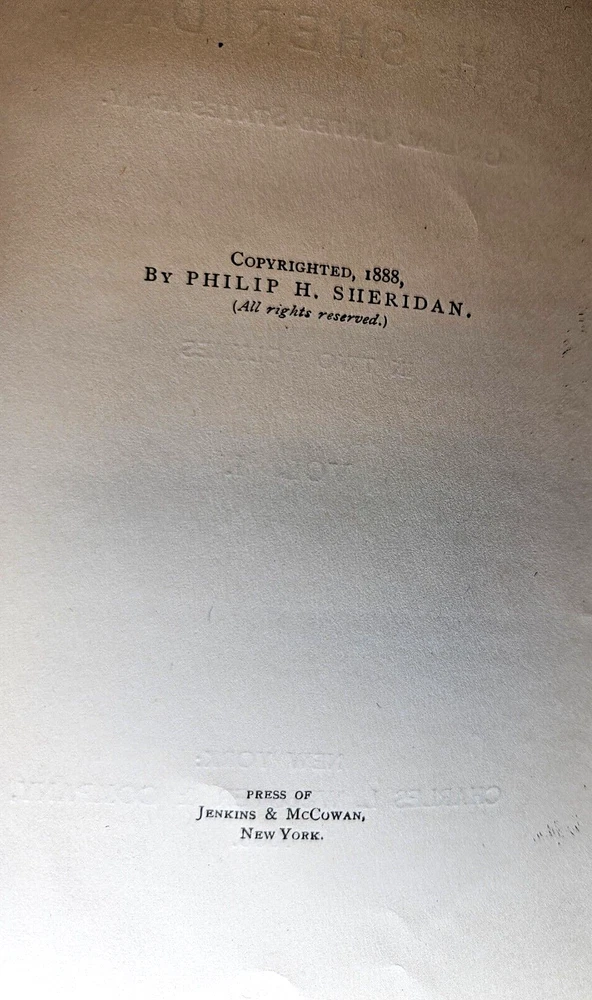 COPYRIGHTED, 1888,
BY PHILIP H. SHERIDAN.
(All rights reserved.)
PRESS OF
JENKINS & McCOWAN,
NEW YORK.